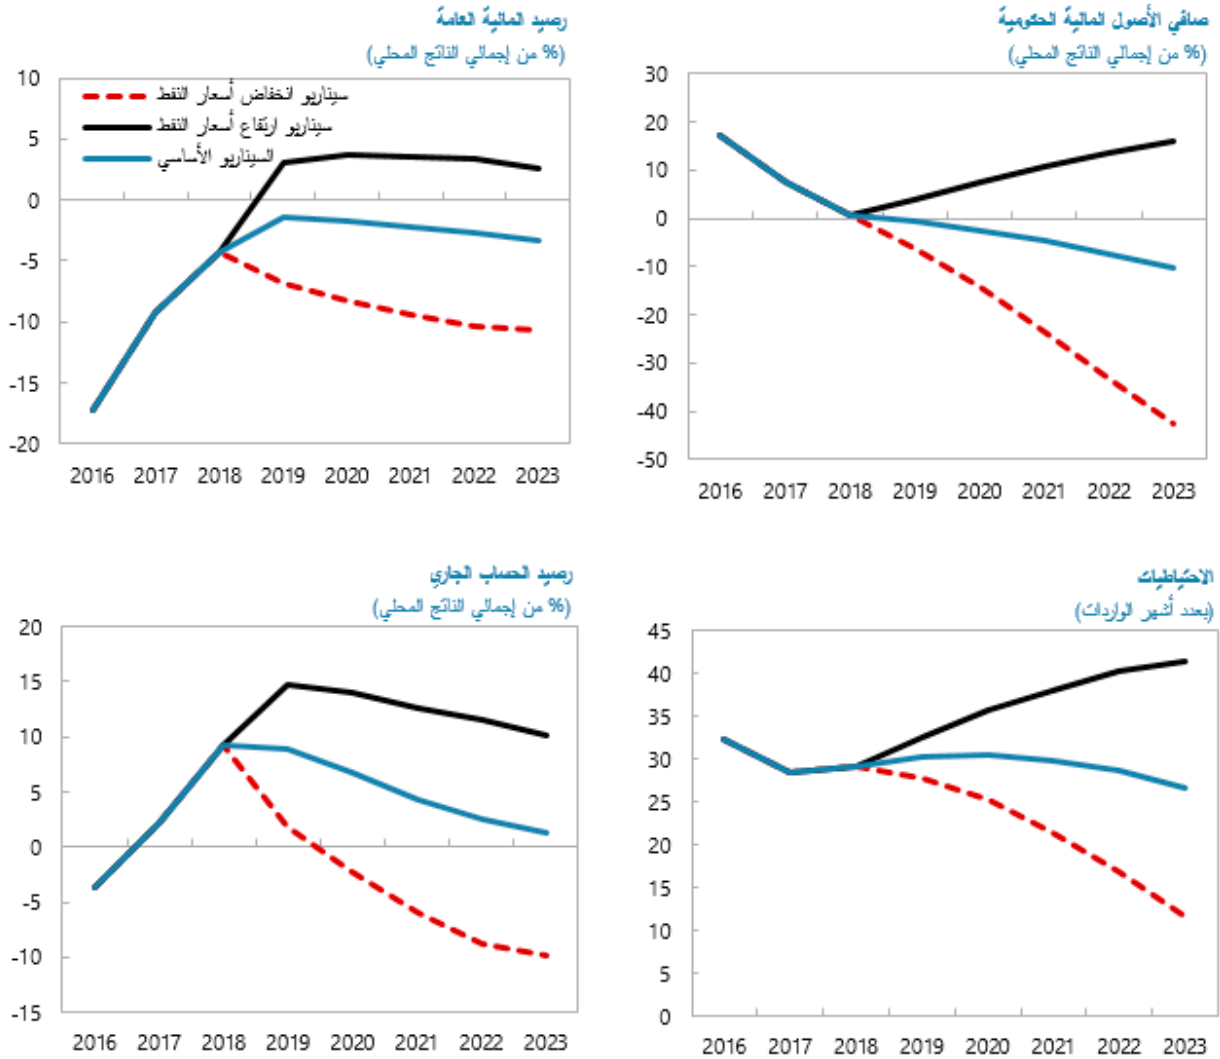 رصيد المالية العامة
(% من إجمالي الناتج المحلي)
10
5
0
-5
-10
-15
-20
سيناريو انخفاض أسعار النفط
سيناريو ارتفاع أسعار النفط
السيناريو الأساسي
2016 2017 2018 2019 2020 2021 2022 2023
صافي الأصول المالية الحكومية
(% من إجمالي الناتج المحلي)
30
20
10
0
-10
-20
-30
-40
-50
2016 2017 2018 2019 2020 2021 2022 2023
رصيد الحساب الجاري
(% من إجمالي الناتج المحلي)
20
15
10
5
0
-5
-10
-15
2016 2017 2018 2019 2020 2021 2022 2023
الاحتياطيات
(بعدد أشهر الواردات)
45
40
35
30
25
20
15
10
5
0
2016 2017 2018 2019 2020 2021 2022 2023